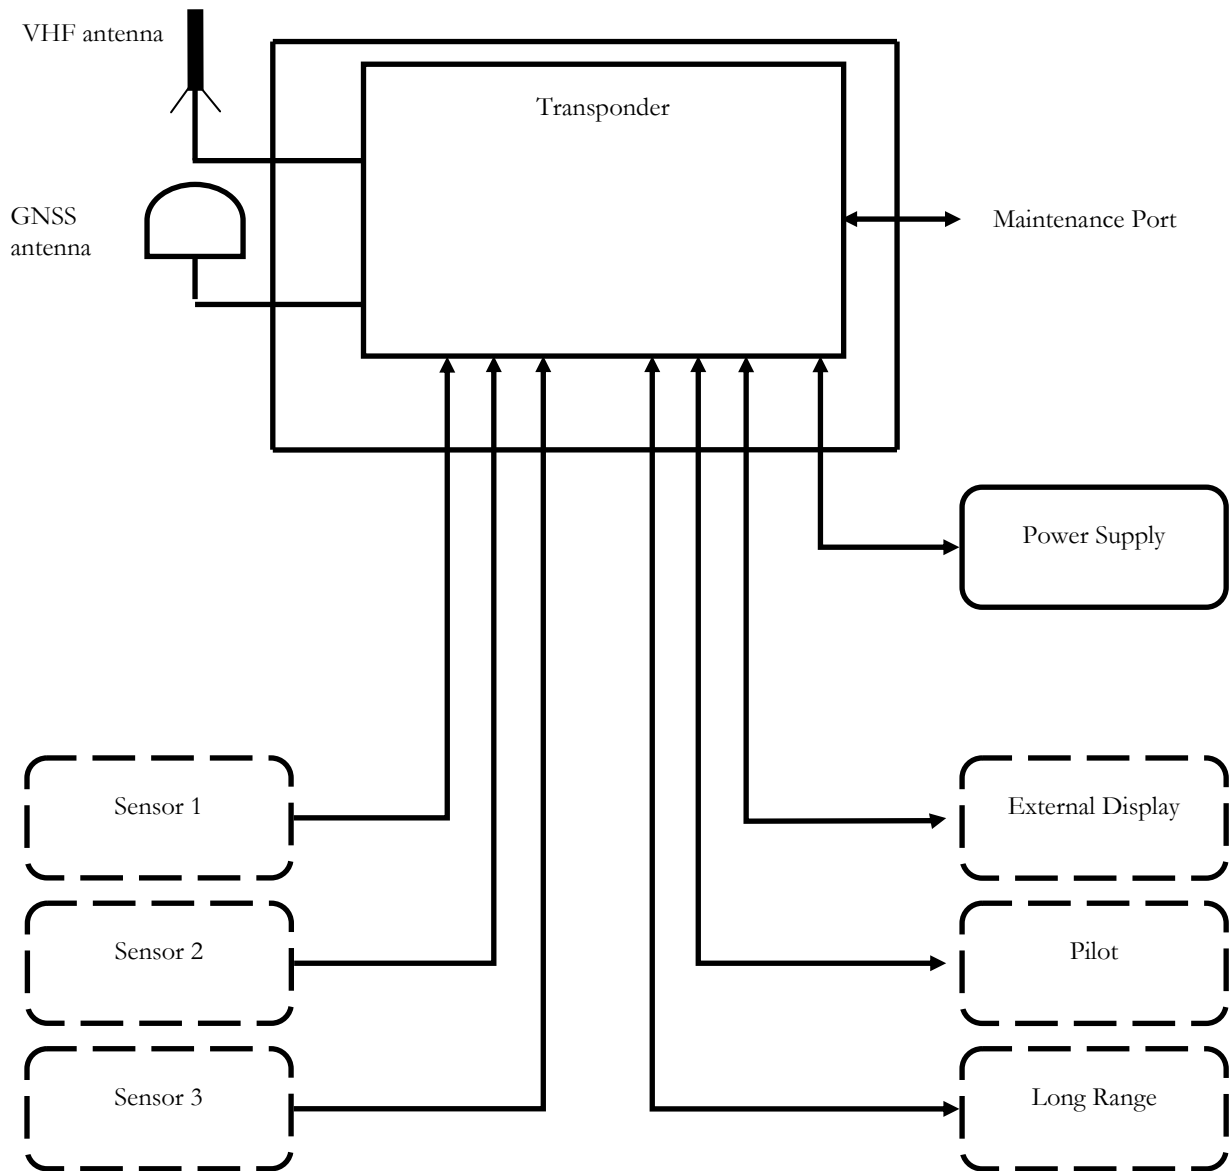 VHF antenna
Transponder
GNSS
antenna
Maintenance Port
Power Supply
Sensor 1
External Display
Sensor 2
Pilot
Sensor 3
Long Range